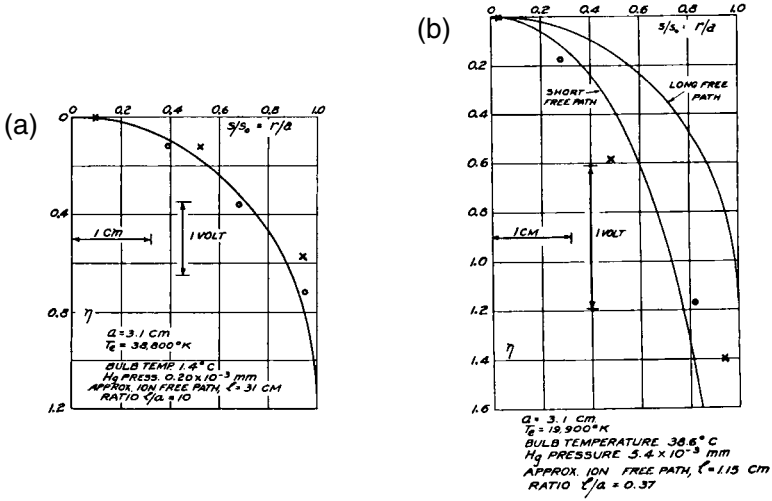 (a)
0 0.2 0.4 0.6 0.8 1.0
s/s₀ = r/a
0
0.4
0.8
1.2
1 CM
1 VOLT
η
a = 3.1 cm
Te = 38,800°K
BULB TEMP. 1.4°C
Hg PRESS. 0.20 x 10⁻³ mm
APPROX. ION FREE PATH, ℓ = 31 CM
RATIO ℓ/a = 10
(b)
0 0.2 0.4 0.6 0.8 1.0
s/s₀ = r/a
0.2
0.4
0.6
0.8
1.0
1.2
1.4
1.6
SHORT
FREE PATH
LONG FREE
PATH
1 CM
1 VOLT
η
a = 3.1 cm.
Te = 19,900°K
BULB TEMPERATURE 38.6°C
Hg PRESSURE 5.4 x 10⁻³ mm
APPROX. ION FREE PATH, ℓ = 1.15 Cm
RATIO ℓ/a = 0.37